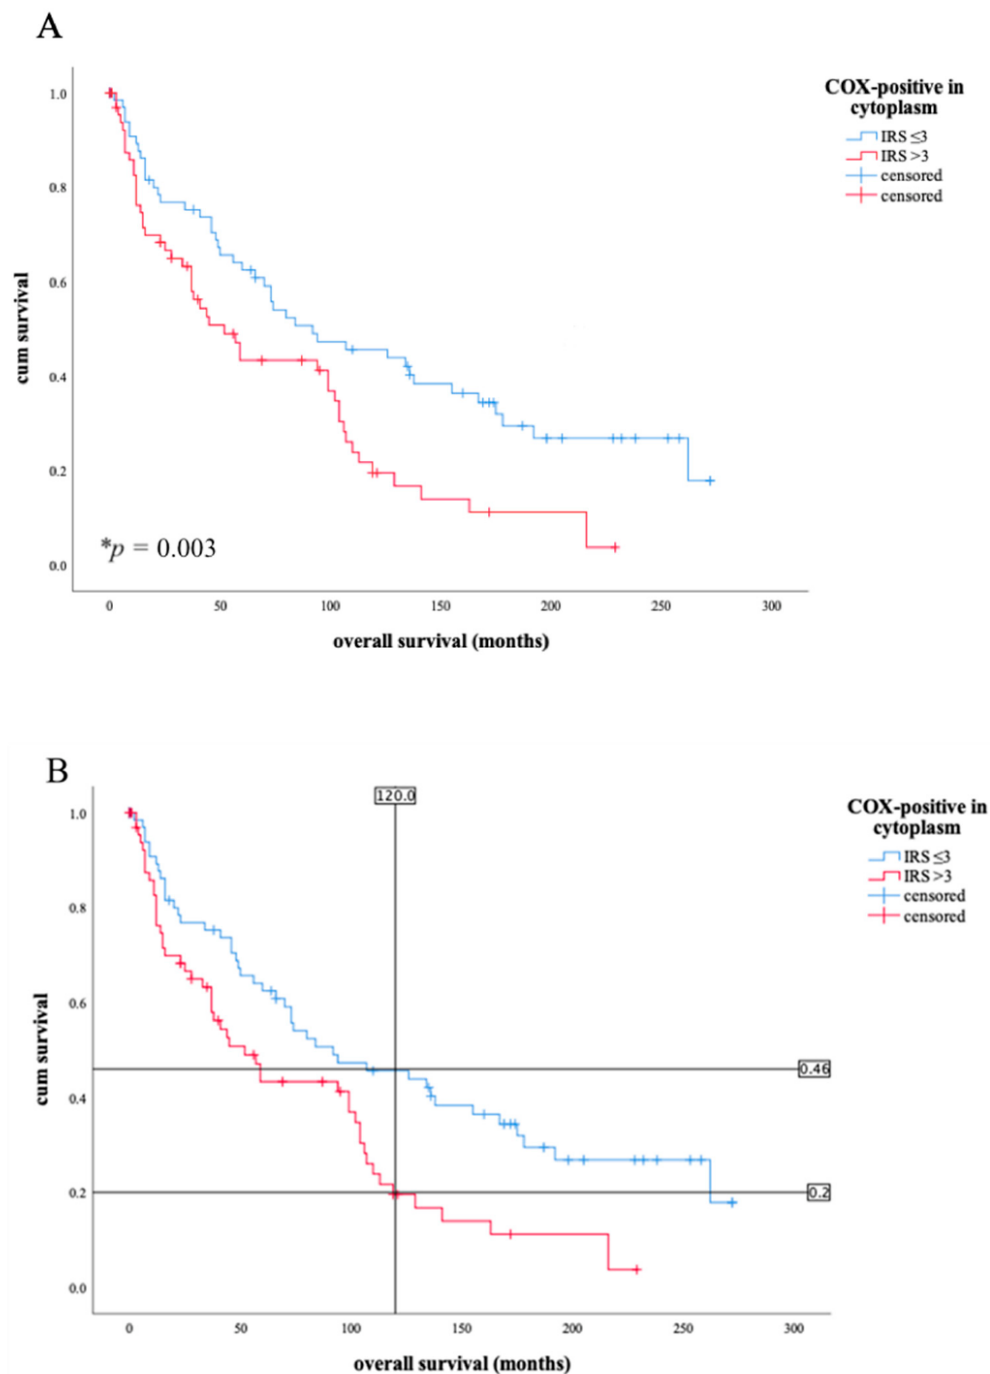 A
COX-positive in
cytoplasm
IRS ≤3
IRS >3
censored
censored
1.0
0.8
0.6
0.4
0.2
0.0
cum survival
*p = 0.003
0 50 100 150 200 250 300
overall survival (months)
B
120.0
COX-positive in
cytoplasm
IRS ≤3
IRS >3
censored
censored
1.0
0.8
0.6
0.4
0.2
0.0
cum survival
0.46
0.2
0 50 100 150 200 250 300
overall survival (months)